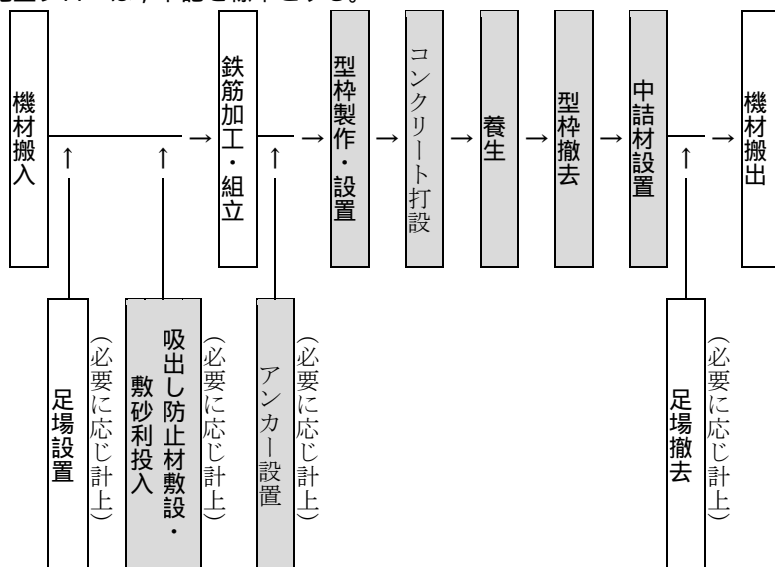 機材搬入
→
鉄筋加工・組立
→
型枠製作・設置
→
コンクリート打設
→
養生
→
型枠撤去
→
中詰材設置
→
機材搬出
↑
↑
↑
↑
足場設置
(必要に応じ計上)
吸出し防止材敷設・
敷砂利投入
(必要に応じ計上)
アンカー設置
(必要に応じ計上)
足場撤去
(必要に応じ計上)